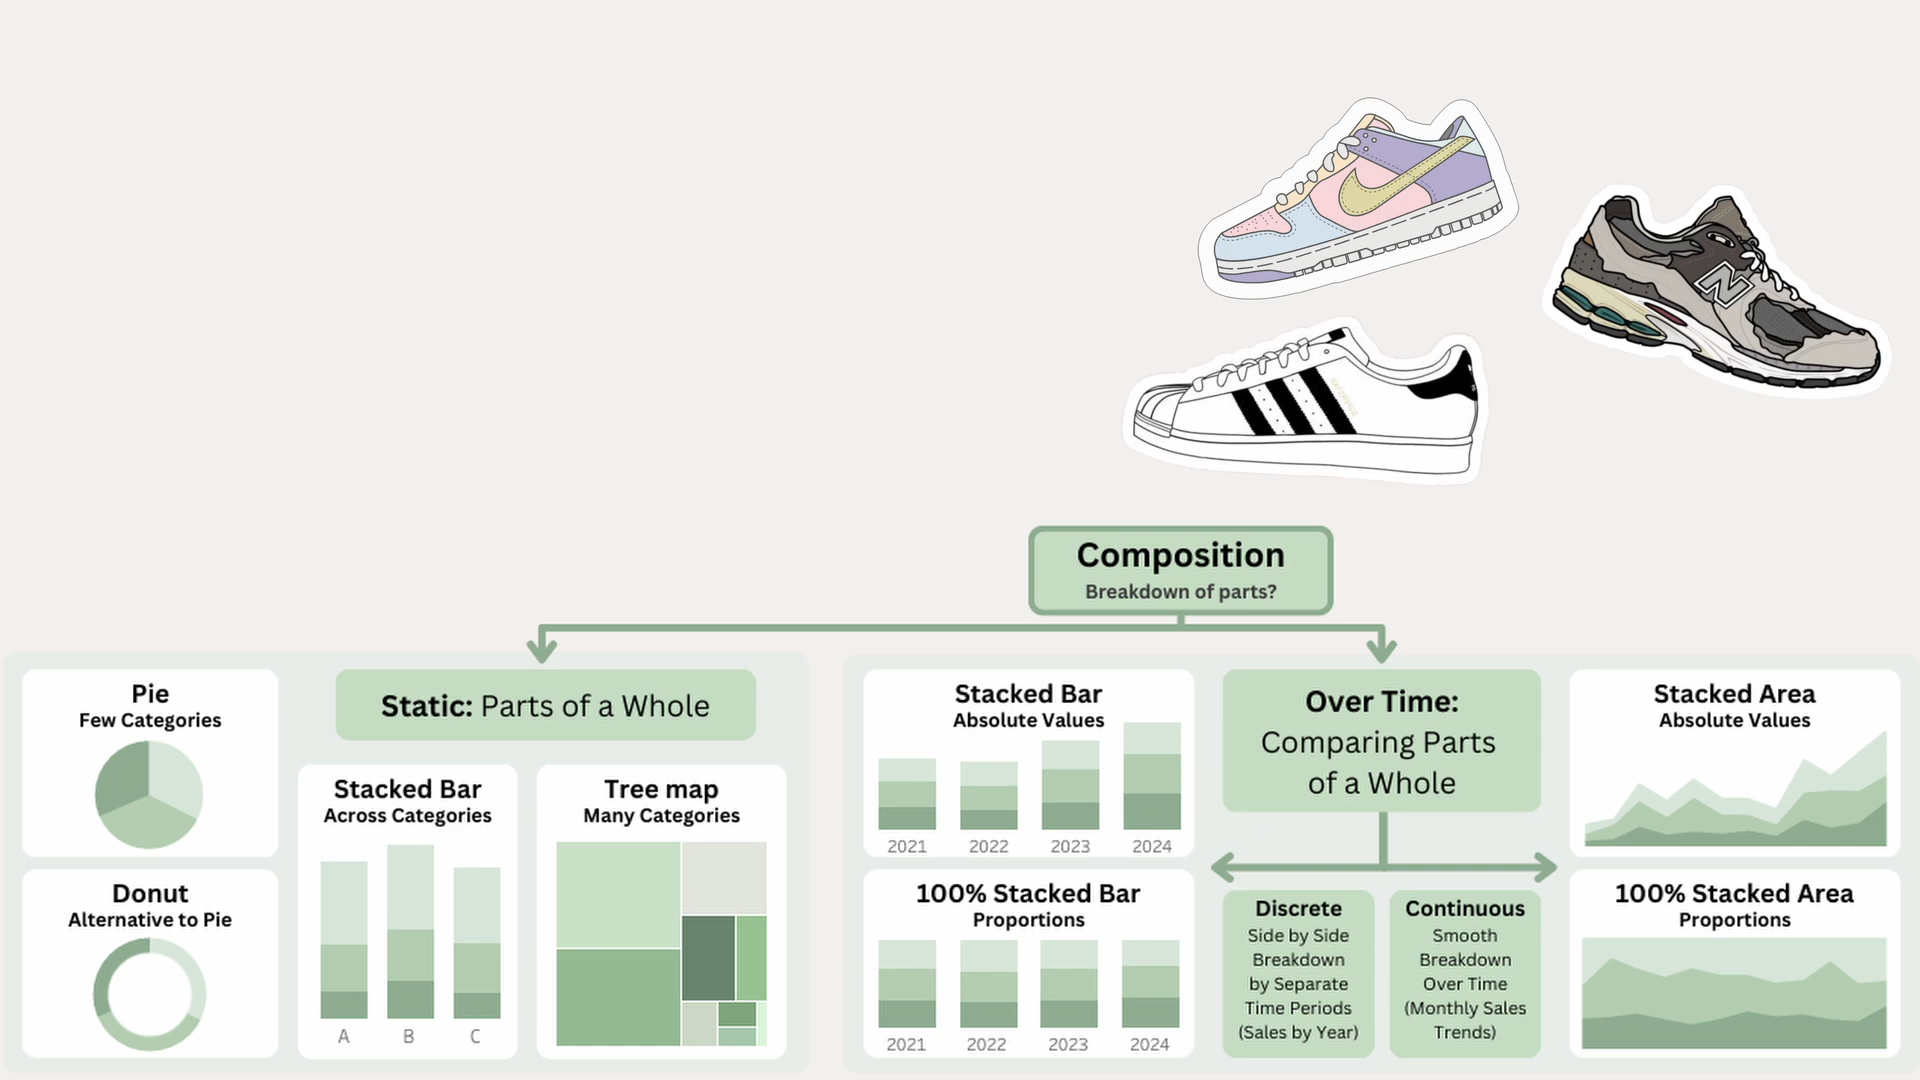 N
Composition
Breakdown of parts?
Static: Parts of a Whole
Pie
Few Categories
Donut
Alternative to Pie
Stacked Bar
Across Categories
A B C
Tree map
Many Categories
Stacked Bar
Absolute Values
2021 2022 2023 2024
100% Stacked Bar
Proportions
2021 2022 2023 2024
Over Time:
Comparing Parts
of a Whole
Discrete
Side by Side
Breakdown
by Separate
Time Periods
(Sales by Year)
Continuous
Smooth
Breakdown
Over Time
(Monthly Sales
Trends)
Stacked Area
Absolute Values
100% Stacked Area
Proportions